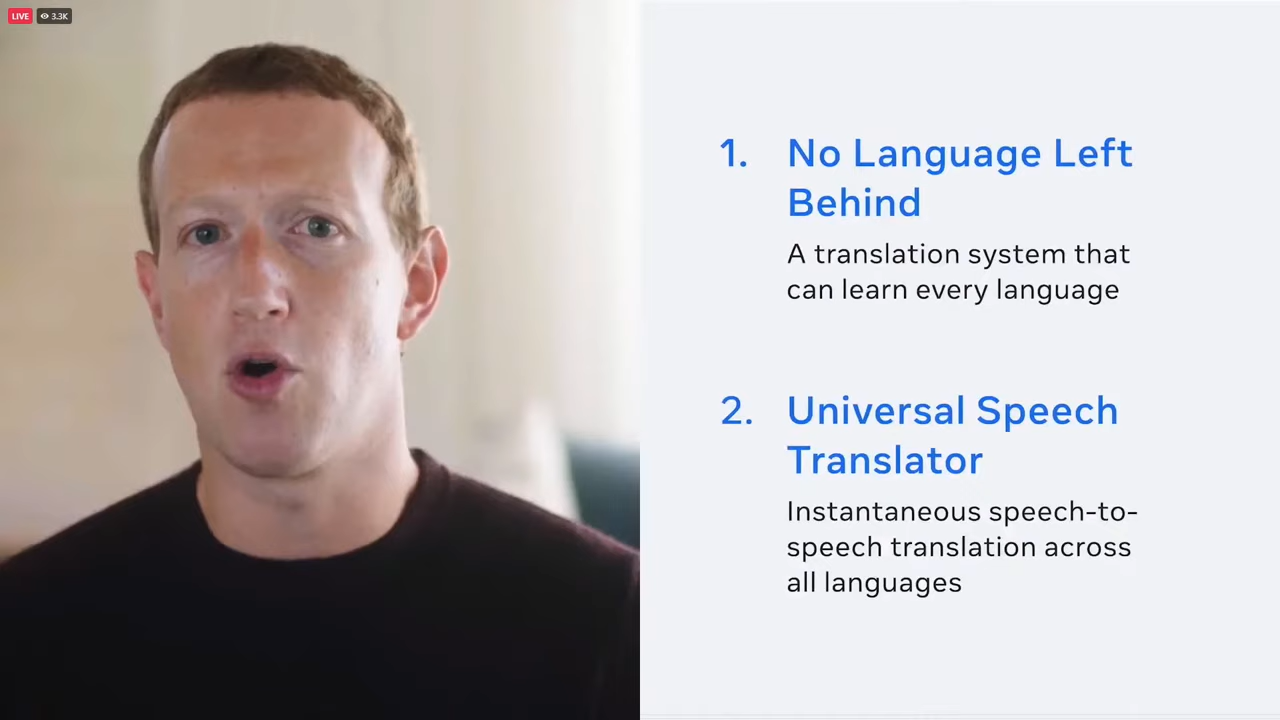 LIVE 3.3K
1. No Language Left
Behind
A translation system that
can learn every language
2. Universal Speech
Translator
Instantaneous speech-to-
speech translation across
all languages